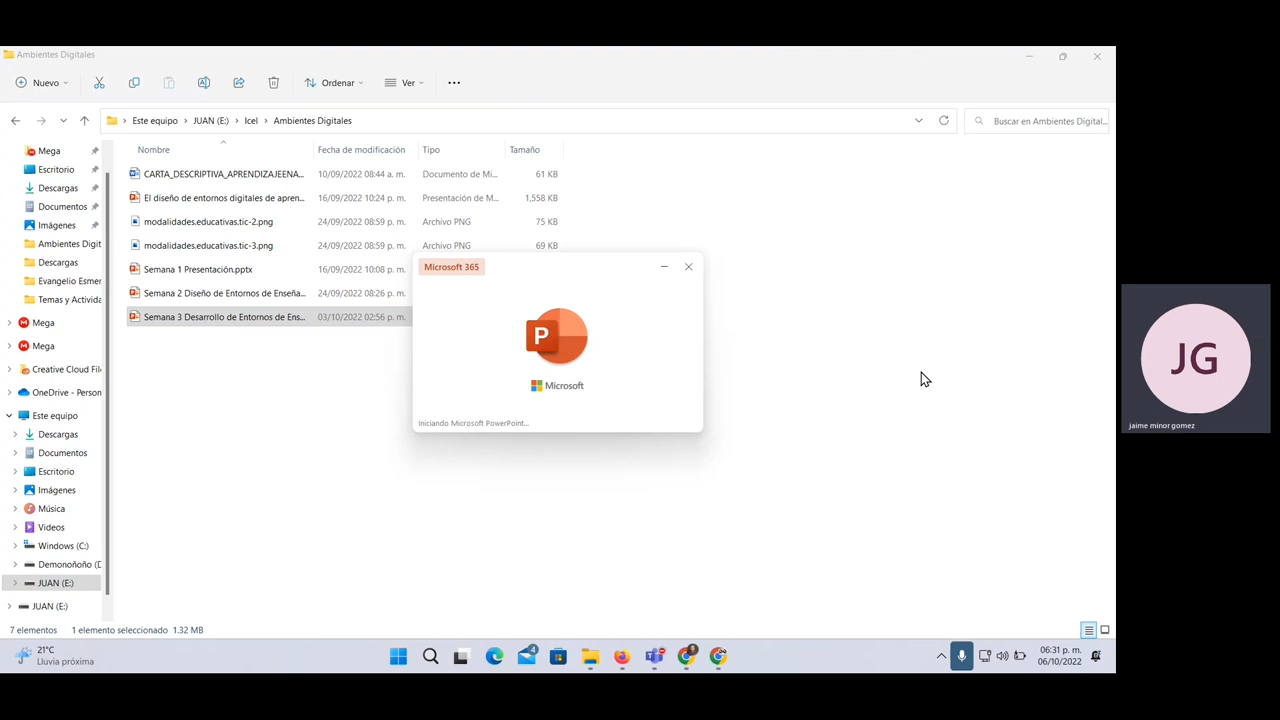 Ambientes Digitales
Nuevo
Ordenar
Ver
Este equipo > JUAN (E:) > Icel > Ambientes Digitales
Buscar en Ambientes Digital...
Nombre Fecha de modificación Tipo Tamaño
CARTA_DESCRIPTIVA_APRENDIZAJEENA... 10/09/2022 08:44 a. m. Documento de Mi... 61 KB
El diseño de entornos digitales de apren... 16/09/2022 10:24 p. m. Presentación de M... 1,558 KB
modalidades.educativas.tic-2.png 24/09/2022 08:59 p. m. Archivo PNG 75 KB
modalidades.educativas.tic-3.png 24/09/2022 08:59 p. m. Archivo PNG 69 KB
Semana 1 Presentación.pptx 16/09/2022 10:08 p. m.
Semana 2 Diseño de Entornos de Enseña... 24/09/2022 08:26 p. m.
Semana 3 Desarrollo de Entornos de Ens... 03/10/2022 02:56 p. m.
Mega
Escritorio
Descargas
Documentos
Imágenes
Ambientes Digit
Descargas
Evangelio Esmer
Temas y Activida
Mega
Mega
Creative Cloud File
OneDrive - Person
Este equipo
Descargas
Documentos
Escritorio
Imágenes
Música
Videos
Windows (C:)
Demonoñoño (D
JUAN (E:)
JUAN (E:)
Microsoft 365
P
Microsoft
Iniciando Microsoft PowerPoint...
JG
jaime minor gomez
7 elementos 1 elemento seleccionado 1.32 MB
21°C
Lluvia próxima
4
06:31 p. m.
06/10/2022